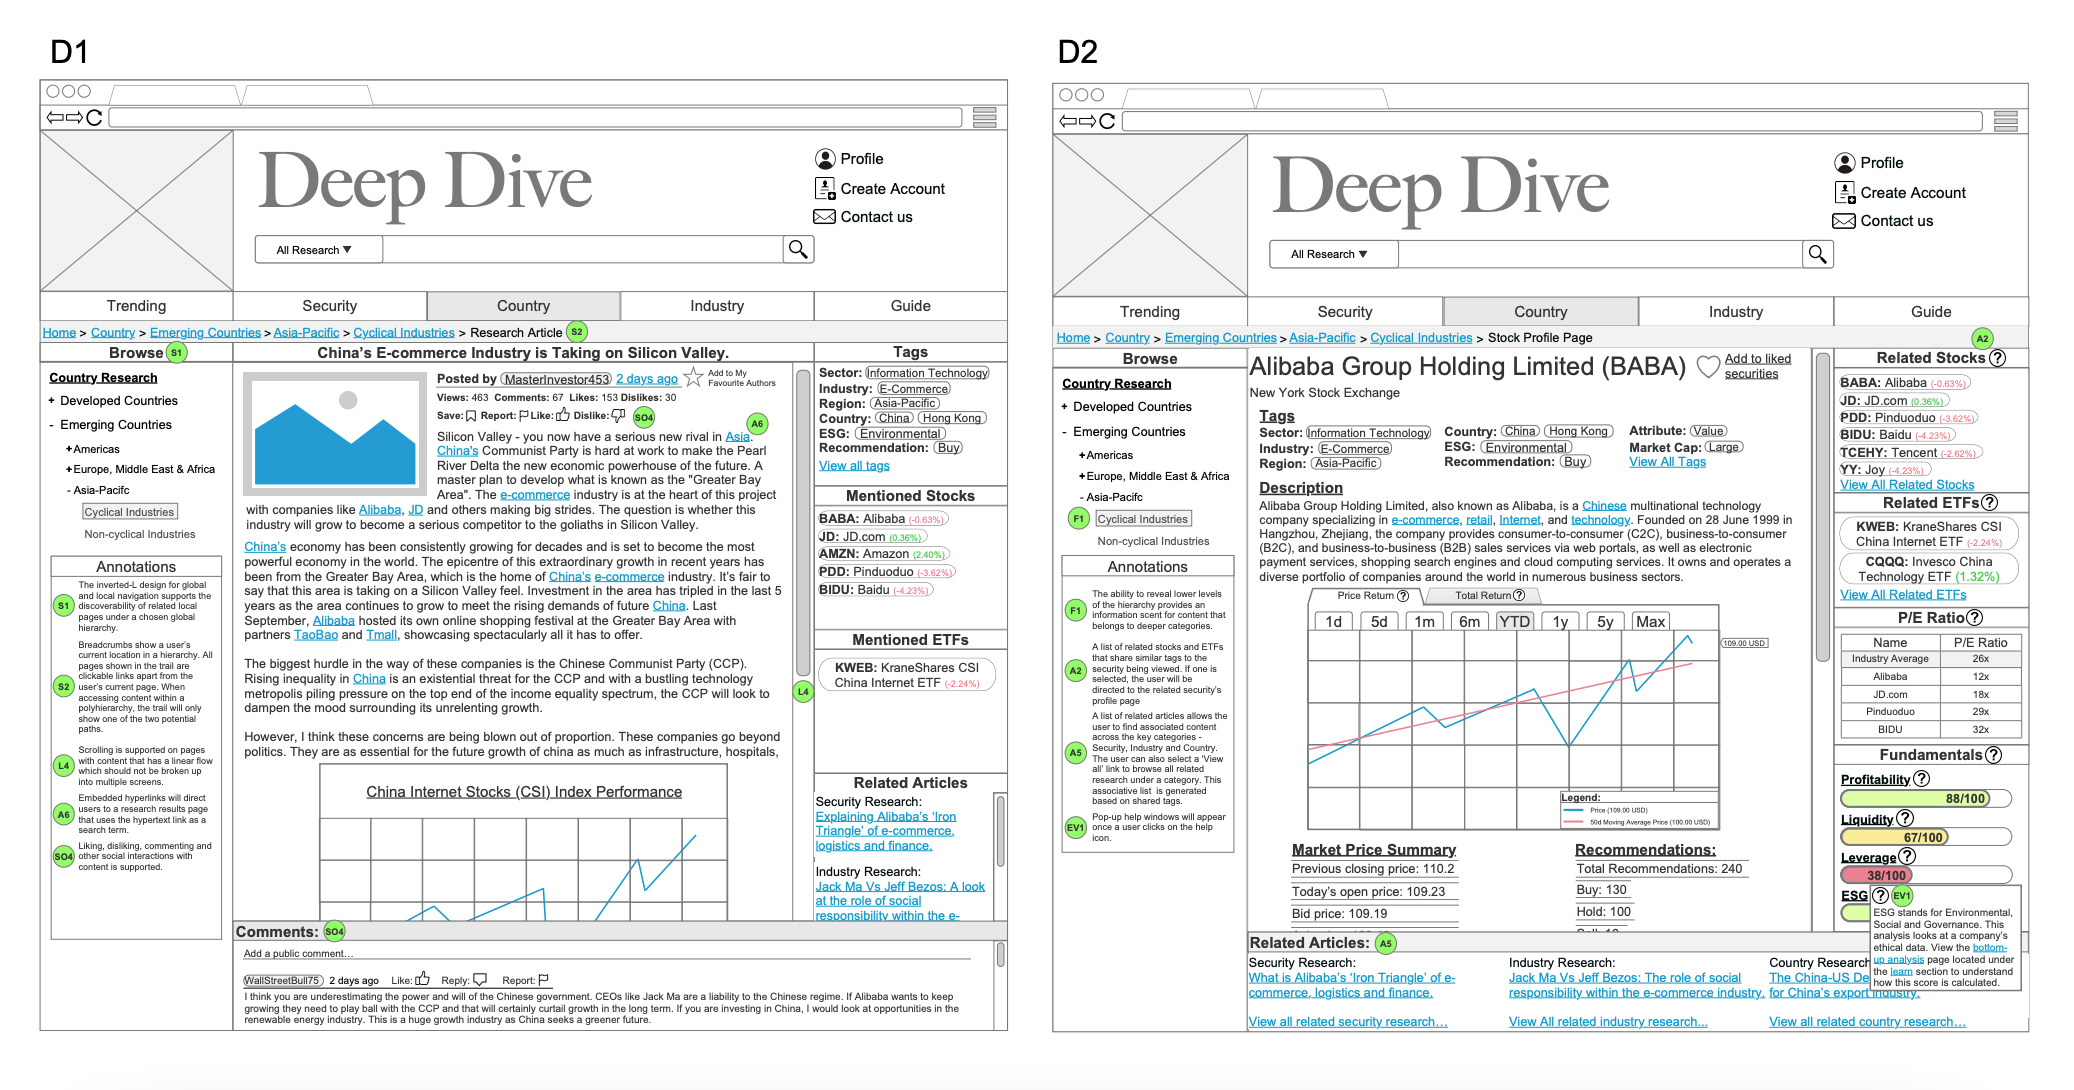 D1
Deep Dive
Profile
Create Account
Contact us
All Research ▼
Trending
Security
Country
Industry
Guide
Home > Country > Emerging Countries > Asia-Pacific > Cyclical Industries > Research Article S2
Browse S1
Country Research
+ Developed Countries
- Emerging Countries
+Americas
+Europe, Middle East & Africa
- Asia-Pacifc
Cyclical Industries
Non-cyclical Industries
Annotations
S1
The inverted-L design for global
and local navigation supports the
discoverability of related local
pages under a chosen global
hierarchy.
S2
Breadcrumbs show a user's
current location in a hierarchy. All
pages shown in the trail are
clickable links apart from the
user's current page. When
accessing content within a
polyhierarchy, the trail will only
show one of the two potential
paths.
L4
Scrolling is supported on pages
with content that has a linear flow
which should not be broken up
into multiple screens.
A6
Embedded hyperlinks will direct
users to a research results page
that uses the hypertext link as a
search term.
SO4
Liking, disliking, commenting and
other social interactions with
content is supported.
China's E-commerce Industry is Taking on Silicon Valley.
Posted by MasterInvestor453 2 days ago
Add to My
Favourite Authors
Views: 463 Comments: 67 Likes: 153 Dislikes: 30
Save: Report: Like: Dislike: SO4
A6
Silicon Valley - you now have a serious new rival in Asia.
China's Communist Party is hard at work to make the Pearl
River Delta the new economic powerhouse of the future. A
master plan to develop what is known as the "Greater Bay
Area". The e-commerce industry is at the heart of this project
with companies like Alibaba, JD and others making big strides. The question is whether this
industry will grow to become a serious competitor to the goliaths in Silicon Valley.
China's economy has been consistently growing for decades and is set to become the most
powerful economy in the world. The epicentre of this extraordinary growth in recent years has
been from the Greater Bay Area, which is the home of China's e-commerce industry. It's fair to
say that this area is taking on a Silicon Valley feel. Investment in the area has tripled in the last 5
years as the area continues to grow to meet the rising demands of future China. Last
September, Alibaba hosted its own online shopping festival at the Greater Bay Area with
partners TaoBao and Tmall, showcasing spectacularly all it has to offer.
The biggest hurdle in the way of these companies is the Chinese Communist Party (CCP).
Rising inequality in China is an existential threat for the CCP and with a bustling technology
metropolis piling pressure on the top end of the income equality spectrum, the CCP will look to
dampen the mood surrounding its unrelenting growth.
However, I think these concerns are being blown out of proportion. These companies go beyond
politics. They are as essential for the future growth of china as much as infrastructure, hospitals,
China Internet Stocks (CSI) Index Performance
L4
Tags
Sector: Information Technology
Industry: E-Commerce
Region: Asia-Pacific
Country: China Hong Kong
ESG: Environmental
Recommendation: Buy
View all tags
Mentioned Stocks
BABA: Alibaba (-0.63%)
JD: JD.com (0.36%)
AMZN: Amazon (2.40%)
PDD: Pinduoduo (-3.62%)
BIDU: Baidu (-4.23%)
Mentioned ETFs
KWEB: KraneShares CSI
China Internet ETF (-2.24%)
Related Articles
Security Research:
Explaining Alibaba's 'Iron
Triangle' of e-commerce,
logistics and finance.
Industry Research:
Jack Ma Vs Jeff Bezos: A look
at the role of social
responsibility within the e-
Comments: SO4
Add a public comment…
WallStreetBull75 2 days ago Like: Reply: Report:
I think you are underestimating the power and will of the Chinese government. CEOs like Jack Ma are a liability to the Chinese regime. If Alibaba wants to keep
growing they need to play ball with the CCP and that will certainly curtail growth in the long term. If you are investing in China, I would look at opportunities in the
renewable energy industry. This is a huge growth industry as China seeks a greener future.
D2
Deep Dive
Profile
Create Account
Contact us
All Research ▼
Trending
Security
Country
Industry
Guide
Home > Country > Emerging Countries > Asia-Pacific > Cyclical Industries > Stock Profile Page
A2
Browse
Country Research
+ Developed Countries
- Emerging Countries
+Americas
+Europe, Middle East & Africa
- Asia-Pacifc
F1 Cyclical Industries
Non-cyclical Industries
Annotations
F1
The ability to reveal lower levels
of the hierarchy provides an
information scent for content that
belongs to deeper categories.
A2
A list of related stocks and ETFs
that share similar tags to the
security being viewed. If one is
selected, the user will be
directed to the related security's
profile page
A5
A list of related articles allows the
user to find associated content
across the key categories -
Security, Industry and Country.
The user can also select a 'View
all' link to browse all related
research under a category. This
associative list is generated
based on shared tags.
EV1
Pop-up help windows will appear
once a user clicks on the help
icon.
Alibaba Group Holding Limited (BABA)
Add to liked
securities
New York Stock Exchange
Tags
Sector: Information Technology
Industry: E-Commerce
Region: Asia-Pacific
Country: China Hong Kong
ESG: Environmental
Recommendation: Buy
Attribute: Value
Market Cap: Large
View All Tags
Description
Alibaba Group Holding Limited, also known as Alibaba, is a Chinese multinational technology
company specializing in e-commerce, retail, Internet, and technology. Founded on 28 June 1999 in
Hangzhou, Zhejiang, the company provides consumer-to-consumer (C2C), business-to-consumer
(B2C), and business-to-business (B2B) sales services via web portals, as well as electronic
payment services, shopping search engines and cloud computing services. It owns and operates a
diverse portfolio of companies around the world in numerous business sectors.
Price Return ?
Total Return ?
1d 5d 1m 6m YTD 1y 5y Max
109.00 USD
Legend:
Price (109.00 USD)
50d Moving Average Price (100.00 USD)
Market Price Summary
Previous closing price: 110.2
Today's open price: 109.23
Bid price: 109.19
Recommendations:
Total Recommendations: 240
Buy: 130
Hold: 100
Related Stocks ?
BABA: Alibaba (-0.63%)
JD: JD.com (0.36%)
PDD: Pinduoduo (-3.62%)
BIDU: Baidu (-4.23%)
TCEHY: Tencent (-2.62%)
YY: Joy (-4.23%)
View All Related Stocks
Related ETFs ?
KWEB: KraneShares CSI
China Internet ETF (-2.24%)
CQQQ: Invesco China
Technology ETF (1.32%)
View All Related ETFs
P/E Ratio ?
Name P/E Ratio
Industry Average 26x
Alibaba 12x
JD.com 18x
Pinduoduo 29x
BIDU 32x
Fundamentals ?
Profitability ?
88/100
Liquidity ?
67/100
Leverage ?
38/100
ESG ? EV1
ESG stands for Environmental,
Social and Governance. This
analysis looks at a company's
ethical data. View the bottom-
up analysis page located under
the learn section to understand
how this score is calculated.
Related Articles: A5
Security Research:
What is Alibaba's 'Iron Triangle' of e-
commerce, logistics and finance.
View all related security research…
Industry Research:
Jack Ma Vs Jeff Bezos: The role of social
responsibility within the e-commerce industry.
View All related industry research...
Country Research
The China-US De
for China's export industry.
View all related country research…